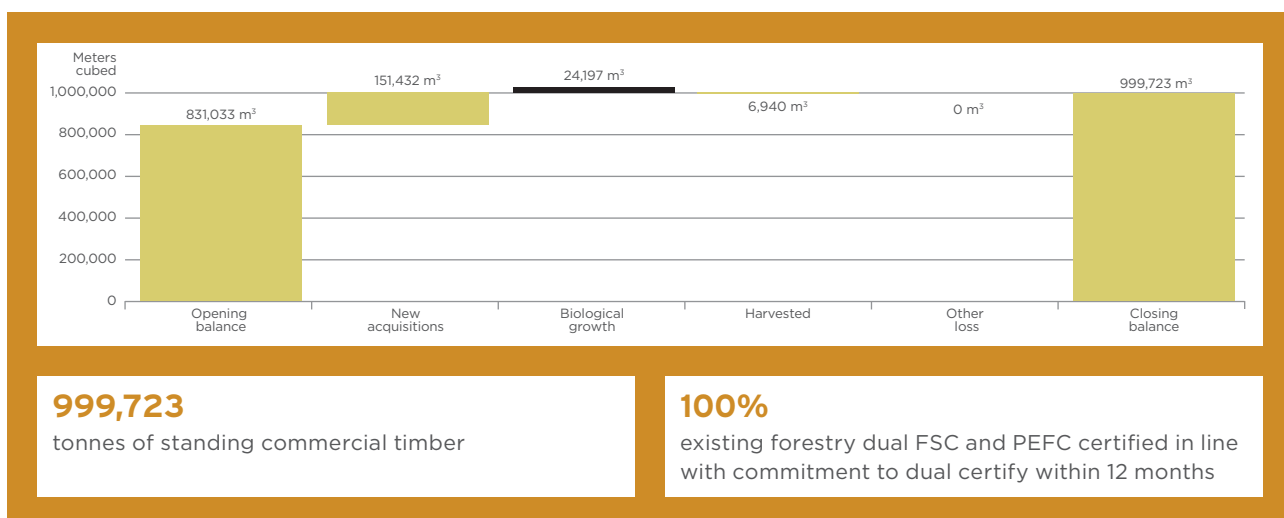 Meters
cubed
1,000,000
800,000
600,000
400,000
200,000
0
831,033 m³
151,432 m³
24,197 m³
6,940 m³
0 m³
999,723 m³
Opening
balance
New
acquisitions
Biological
growth
Harvested
Other
loss
Closing
balance
999,723
tonnes of standing commercial timber
100%
existing forestry dual FSC and PEFC certified in line
with commitment to dual certify within 12 months